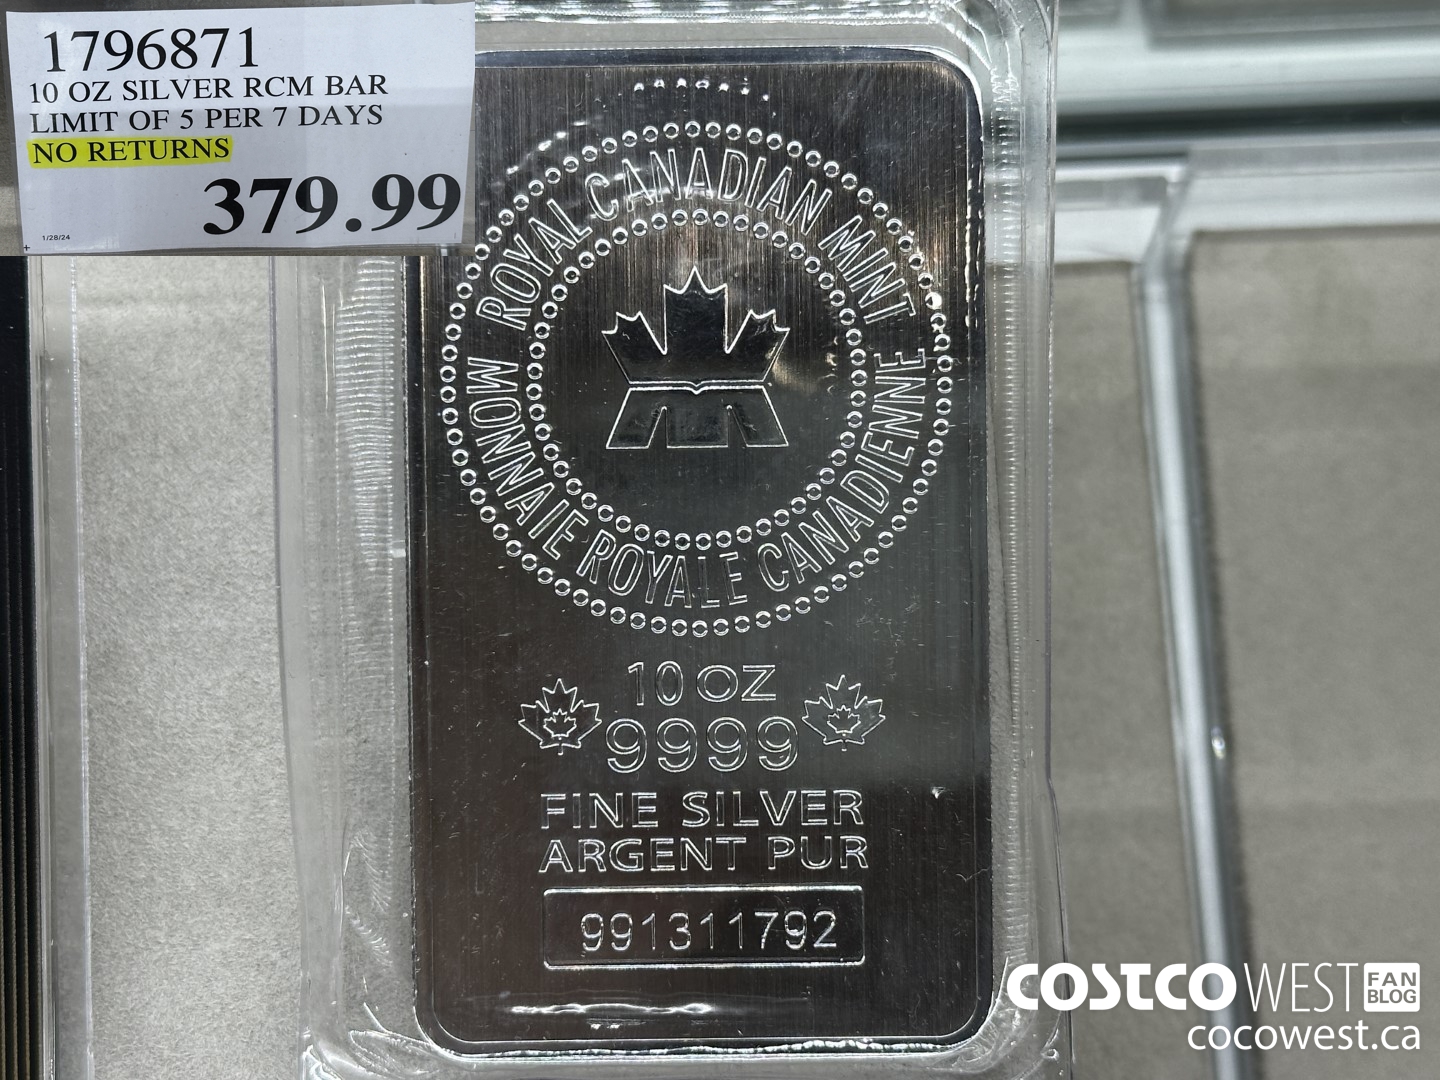 1796871
10 OZ SILVER RCM BAR
LIMIT OF 5 PER 7 DAYS
NO RETURNS
379.99
1/28/24
ROYAL CANADIAN MINT
MONNAIE ROYALE CANADIENNE
10 OZ
9999
FINE SILVER
ARGENT PUR
991311792
COSTCO WEST FAN BLOG
cocowest.ca